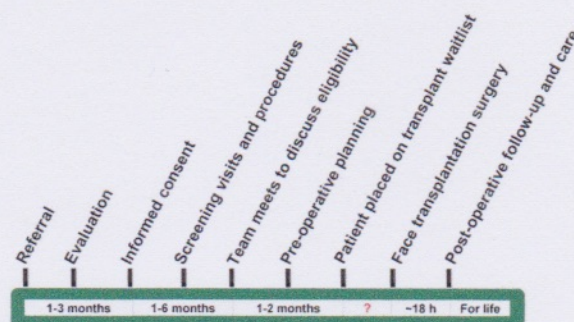 Referral
Evaluation
Informed consent
Screening visits and procedures
Team meets to discuss eligibility
Pre-operative planning
Patient placed on transplant waitlist
Face transplantation surgery
Post-operative follow-up and care
1-3 months 1-6 months 1-2 months ? ~18 h For life